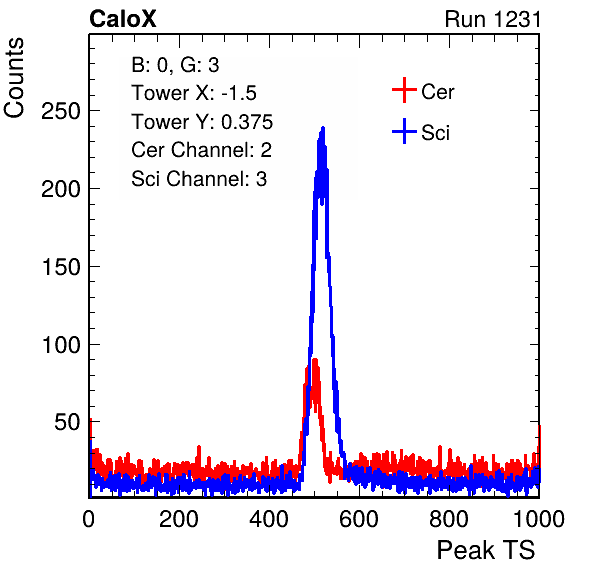 CaloX
Run 1231
Counts
B: 0, G: 3
Tower X: -1.5
Tower Y: 0.375
Cer Channel: 2
Sci Channel: 3
Cer
Sci
250
200
150
100
50
0 200 400 600 800 1000
Peak TS